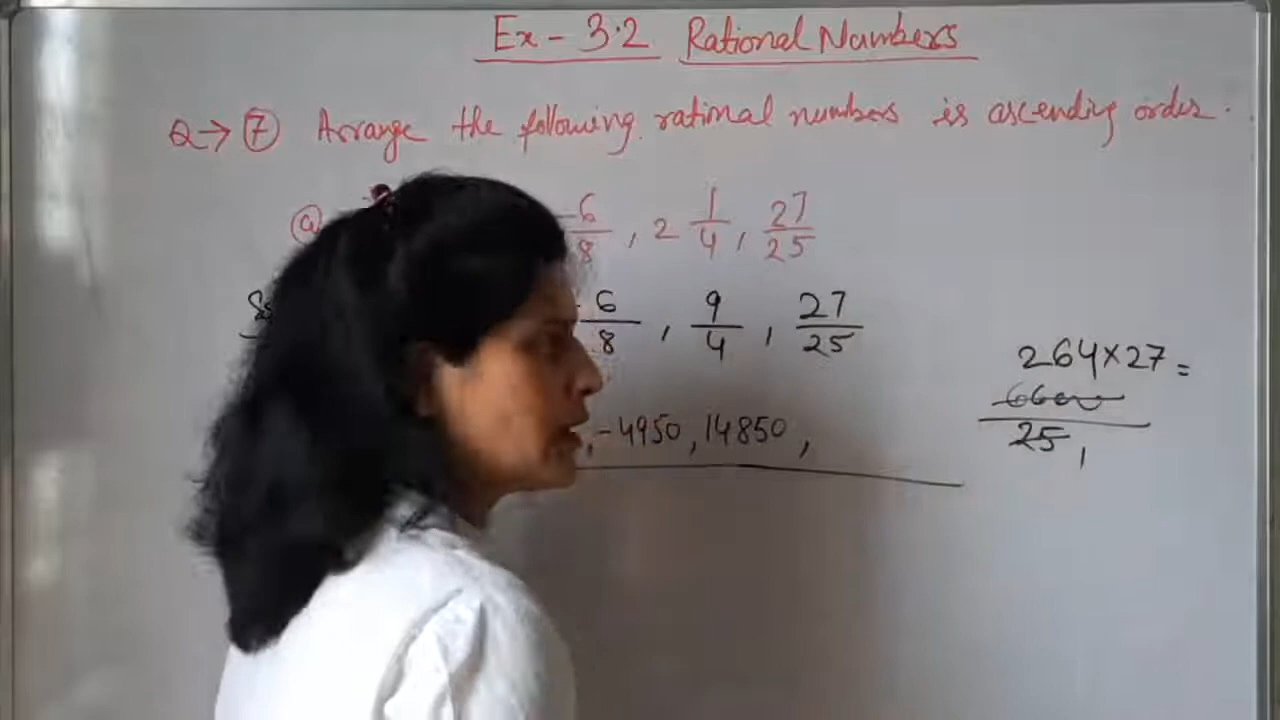 Ex - 3.2 Rational Numbers
Q → 7 Arrange the following rational numbers is ascending order.
a -6/8, 2 1/4, 27/25
-6/8, 9/4, 27/25
, -4950, 14850,
264×27 =
6600
25,